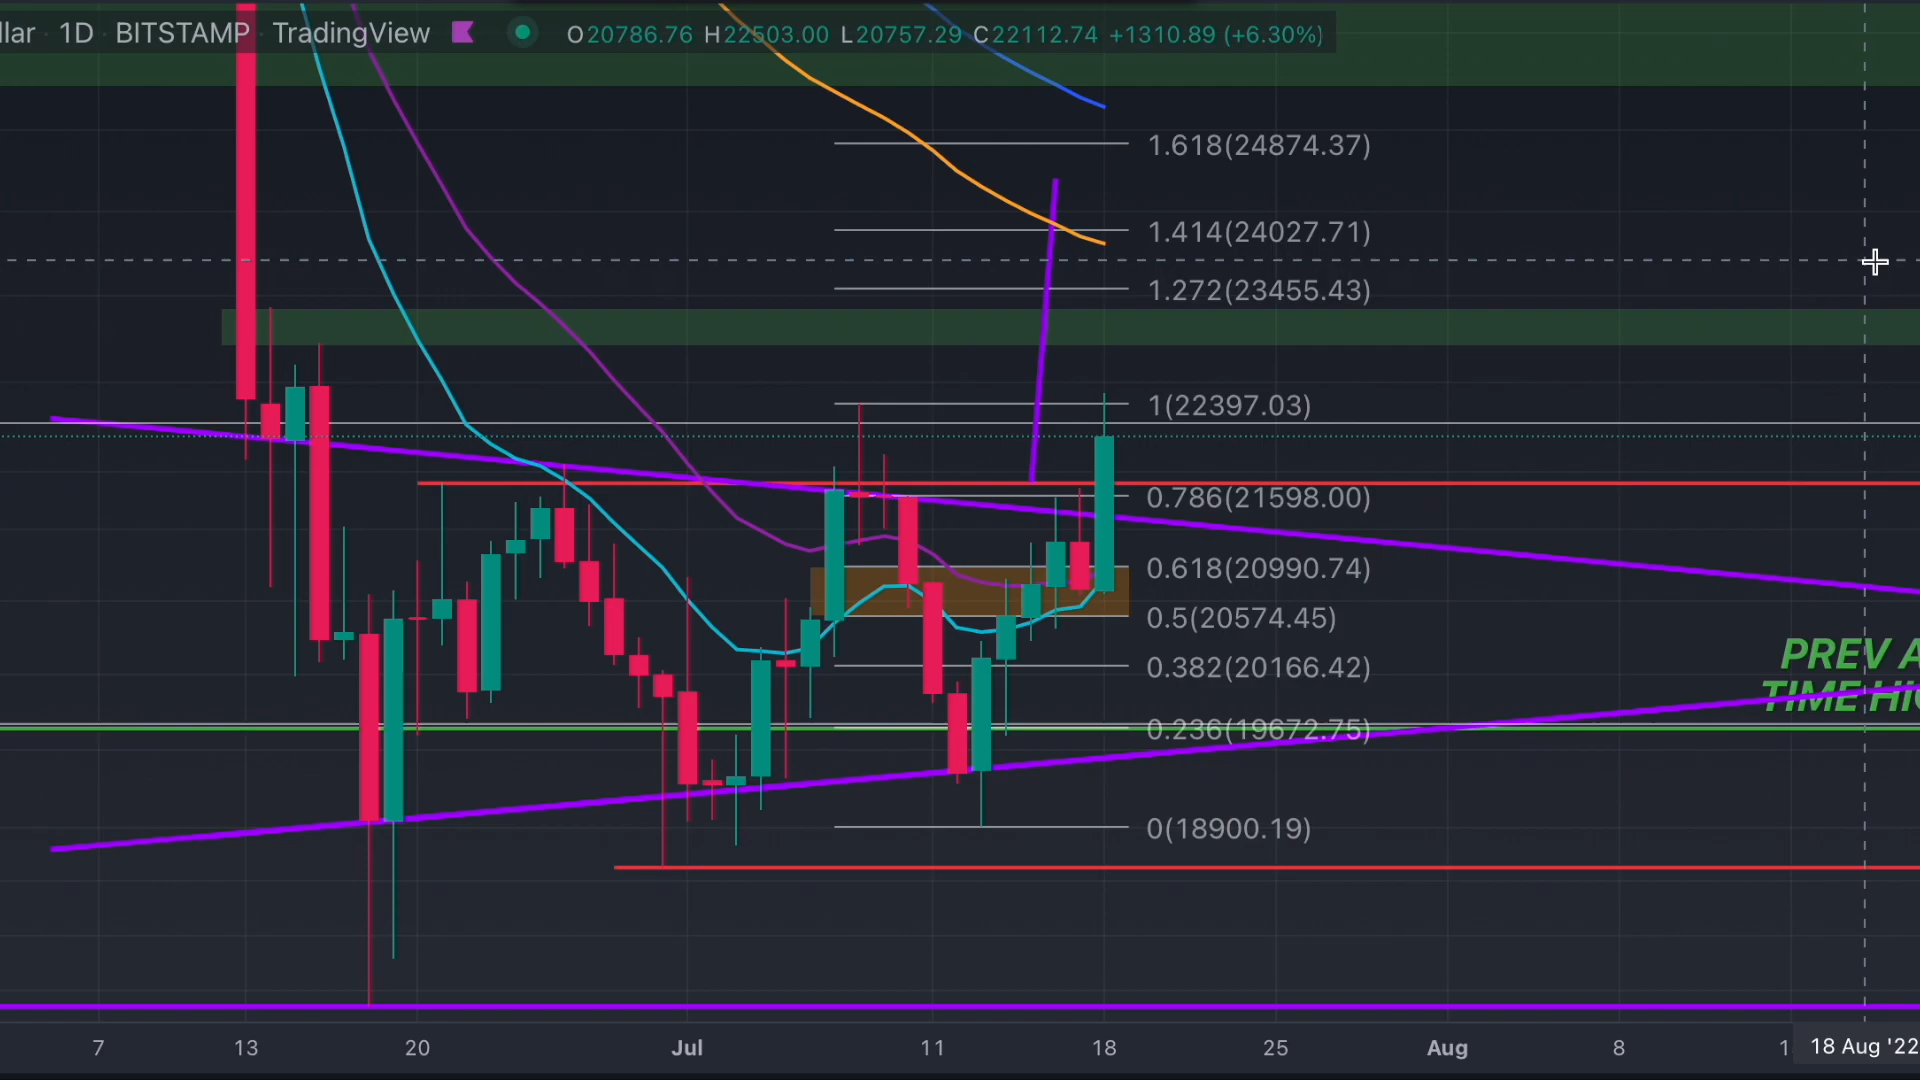 llar · 1D · BITSTAMP · TradingView O20786.76 H22503.00 L20757.29 C22112.74 +1310.89 (+6.30%)
1.618(24874.37)
1.414(24027.71)
1.272(23455.43)
1(22397.03)
0.786(21598.00)
0.618(20990.74)
0.5(20574.45)
0.382(20166.42)
PREV A
TIME HIG
0.236(19672.75)
0(18900.19)
7 13 20 Jul 11 18 25 Aug 8 1 18 Aug '22